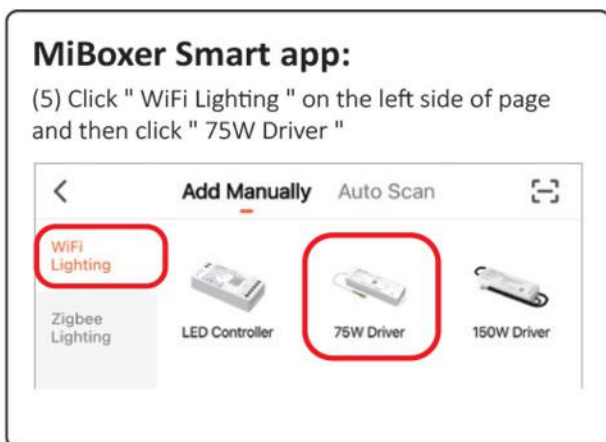 MiBoxer Smart app:
(5) Click " WiFi Lighting " on the left side of page
and then click " 75W Driver "
< Add Manually Auto Scan
WiFi
Lighting
LED Controller 75W Driver 150W Driver
Zigbee
Lighting